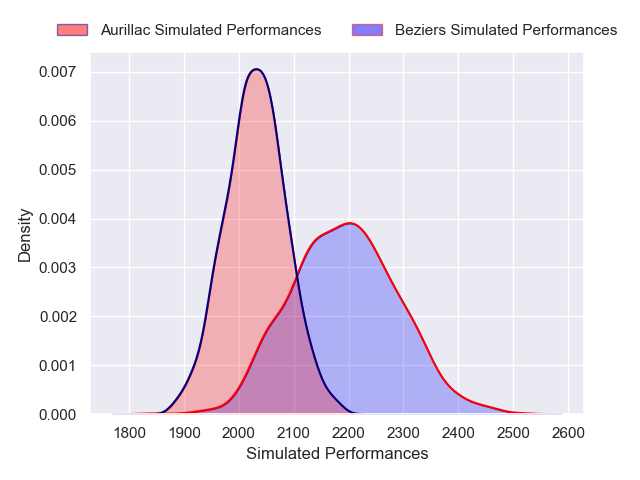 Aurillac Simulated Performances Beziers Simulated Performances
0.007
0.006
0.005
0.004
0.003
0.002
0.001
0.000
Density
1800 1900 2000 2100 2200 2300 2400 2500 2600
Simulated Performances